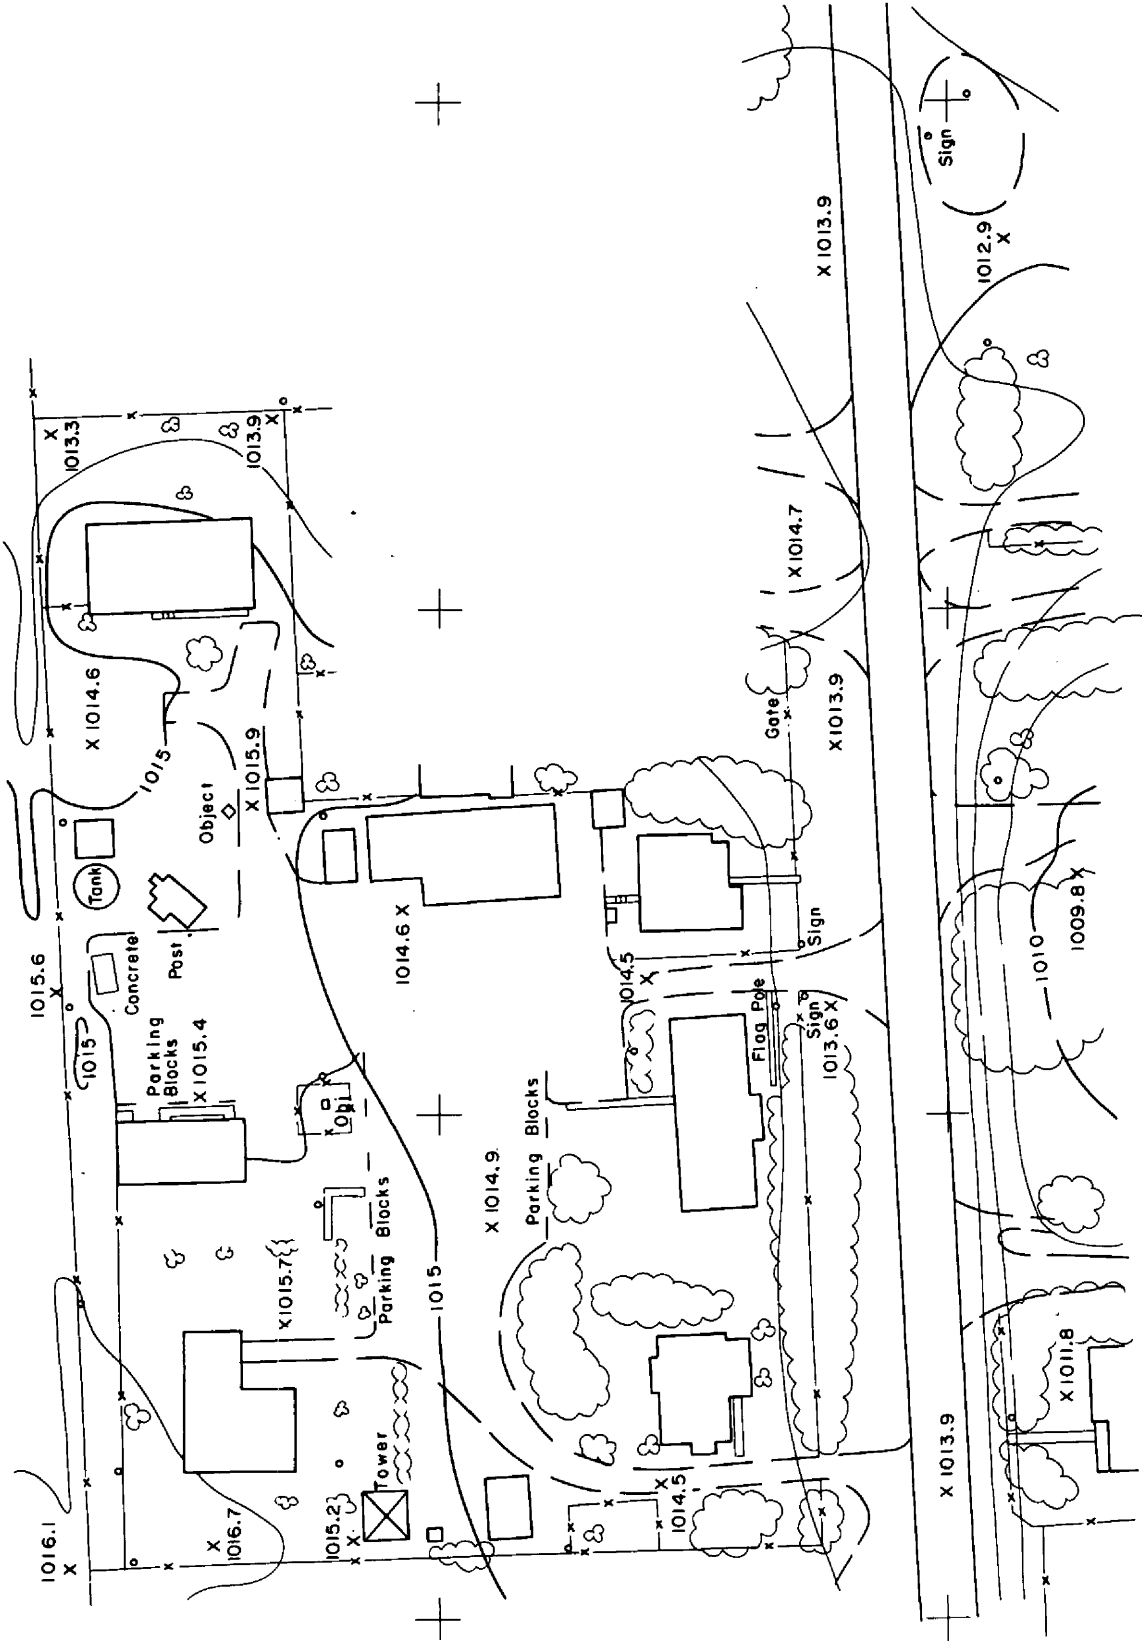 Sign
X 1013.9
1012.9
X
X
1013.3
1013.9
X
X 1014.7
X 1014.6
Gate
X 1013.9
1015
X 1015.9
Object
Tank
1014.6 X
Sign
1015.6
X
Concrete
Post
1014.5
X
1010
1009.8 X
Flag Pole
Sign
1013.6 X
1015
Parking
Blocks
X 1015.4
Obj
Parking Blocks
X 1014.9
Parking Blocks
X 1015.7
1015
X 1011.8
Tower
X 1013.9
1016.1
X
X
1016.7
1015.2
X
X
1014.5